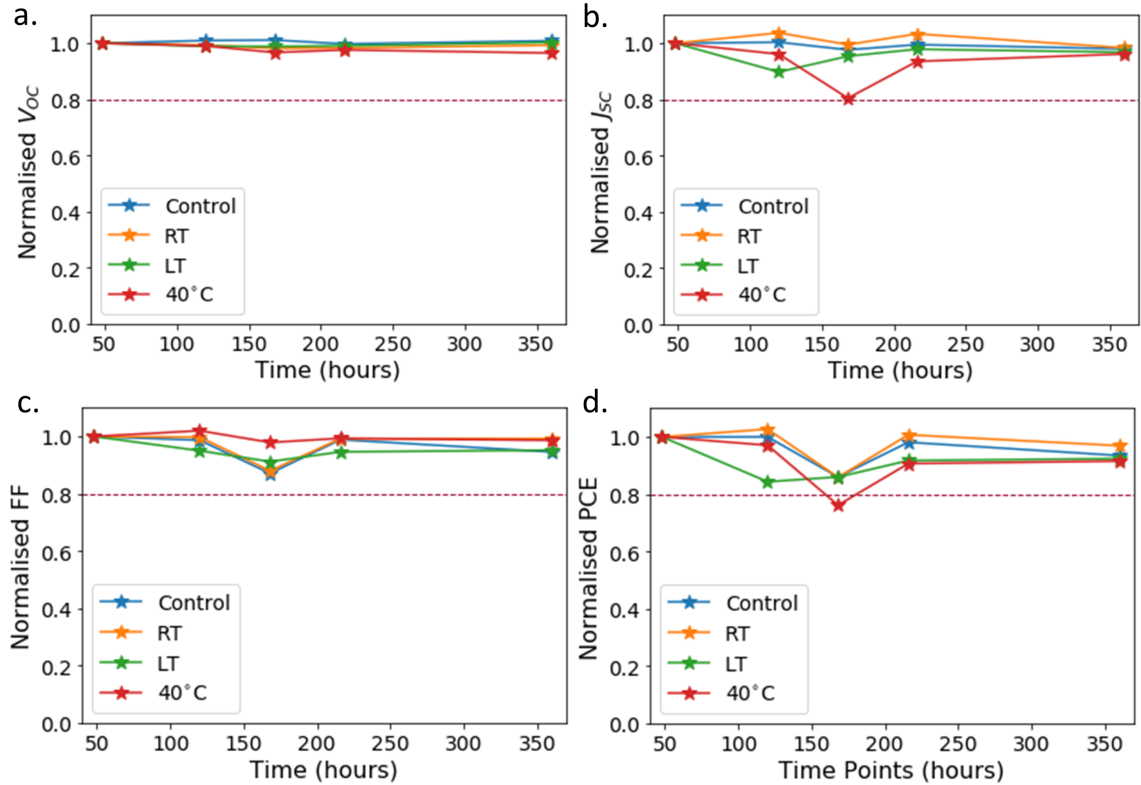 a.
Normalised V_OC
1.0
0.8
0.6
0.4
0.2
0.0
Control
RT
LT
40°C
50 100 150 200 250 300 350
Time (hours)
b.
Normalised J_SC
1.0
0.8
0.6
0.4
0.2
0.0
Control
RT
LT
40°C
50 100 150 200 250 300 350
Time (hours)
c.
Normalised FF
1.0
0.8
0.6
0.4
0.2
0.0
Control
RT
LT
40°C
50 100 150 200 250 300 350
Time (hours)
d.
Normalised PCE
1.0
0.8
0.6
0.4
0.2
0.0
Control
RT
LT
40°C
50 100 150 200 250 300 350
Time Points (hours)